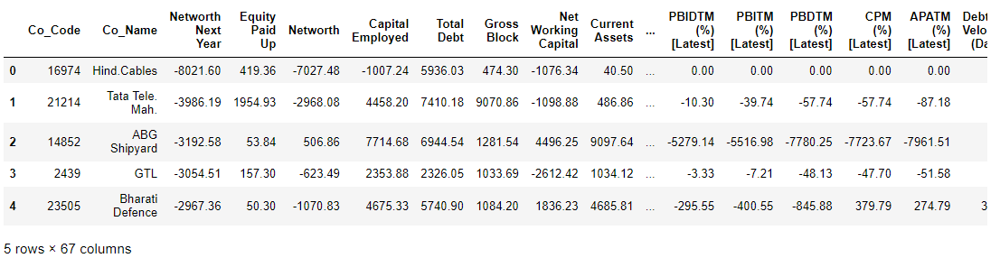 Co_Code Co_Name Networth Next Year Equity Paid Up Networth Capital Employed Total Debt Gross Block Net Working Capital Current Assets ... PBIDTM (%) [Latest] PBITM (%) [Latest] PBDTM (%) [Latest] CPM (%) [Latest] APATM (%) [Latest]
0 16974 Hind.Cables -8021.60 419.36 -7027.48 -1007.24 5936.03 474.30 -1076.34 40.50 ... 0.00 0.00 0.00 0.00 0.00
1 21214 Tata Tele. Mah. -3986.19 1954.93 -2968.08 4458.20 7410.18 9070.86 -1098.88 486.86 ... -10.30 -39.74 -57.74 -57.74 -87.18
2 14852 ABG Shipyard -3192.58 53.84 506.86 7714.68 6944.54 1281.54 4496.25 9097.64 ... -5279.14 -5516.98 -7780.25 -7723.67 -7961.51
3 2439 GTL -3054.51 157.30 -623.49 2353.88 2326.05 1033.69 -2612.42 1034.12 ... -3.33 -7.21 -48.13 -47.70 -51.58
4 23505 Bharati Defence -2967.36 50.30 -1070.83 4675.33 5740.90 1084.20 1836.23 4685.81 ... -295.55 -400.55 -845.88 379.79 274.79
5 rows × 67 columns